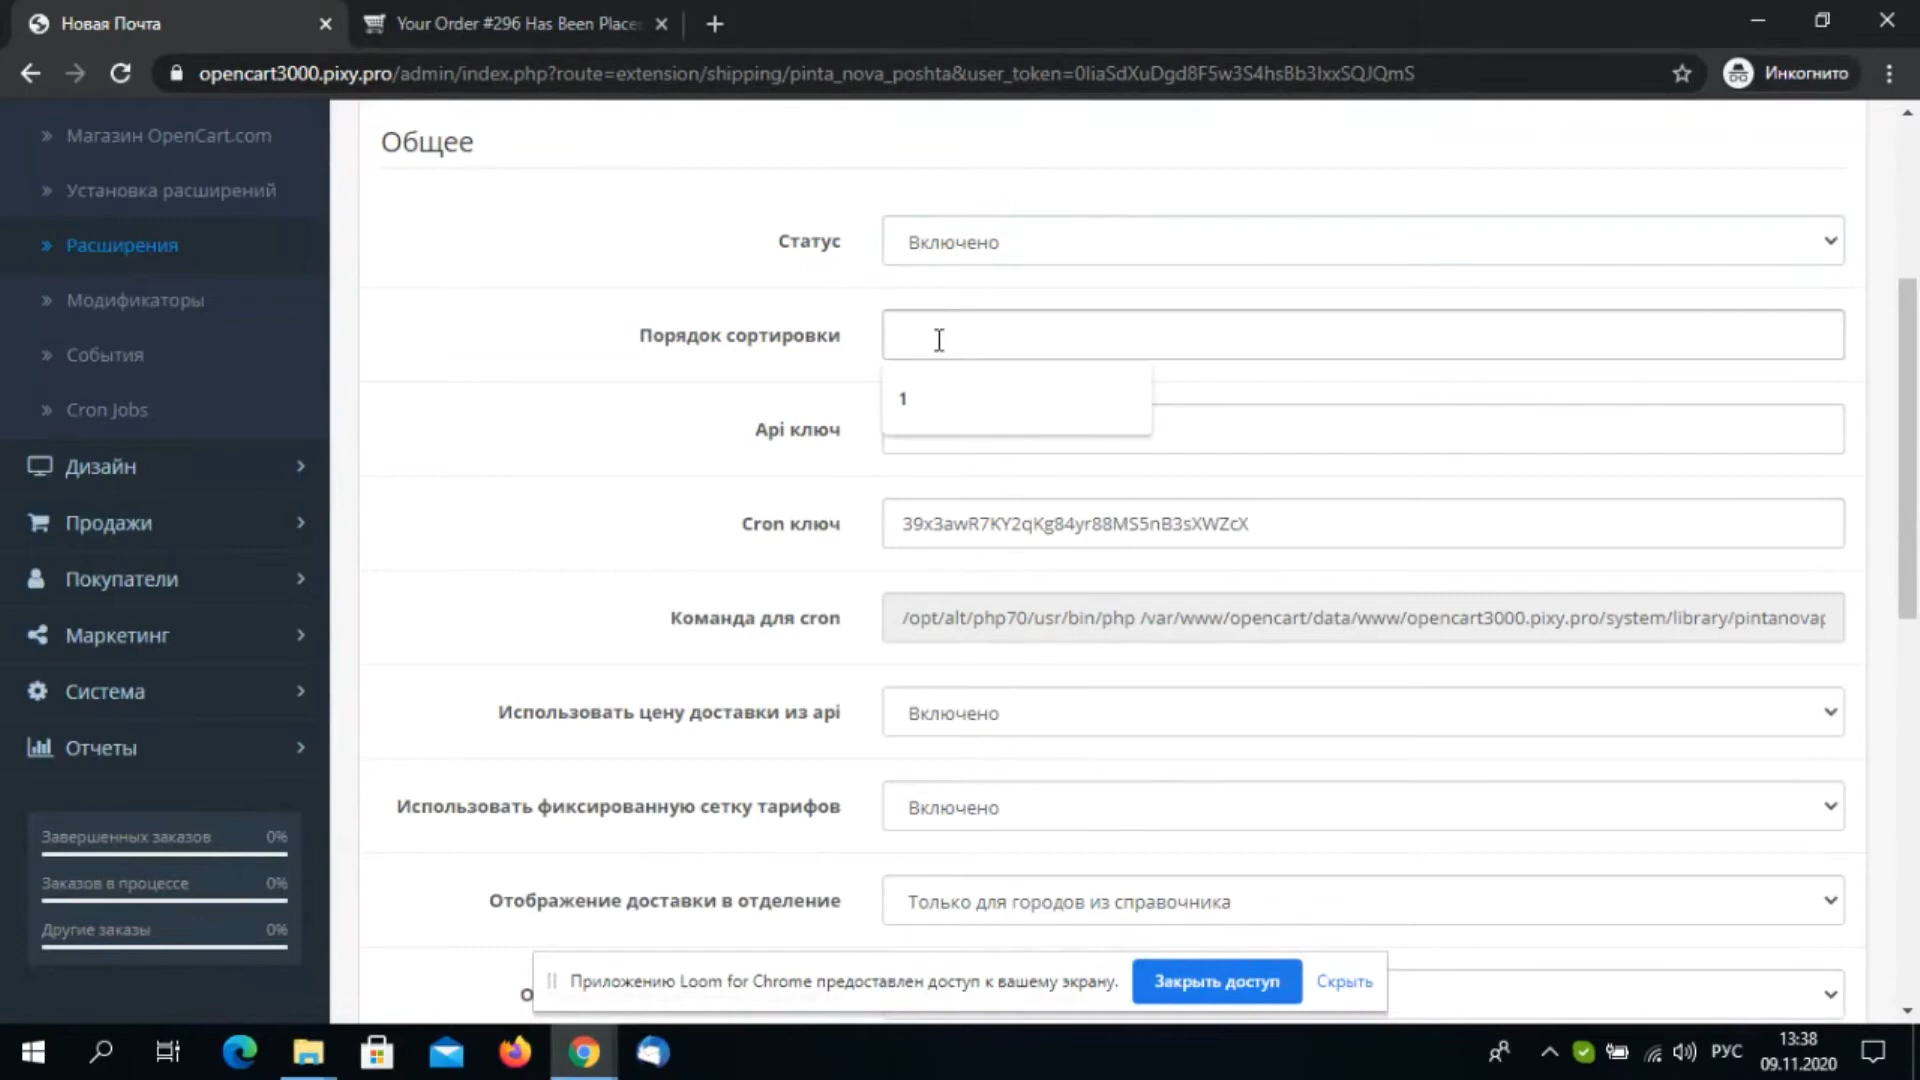 Новая Почта
Your Order #296 Has Been Place
opencart3000.pixy.pro/admin/index.php?route=extension/shipping/pinta_nova_poshta&user_token=0IiaSdXuDgd8F5w3S4hsBb3IxxSQJQmS
Инкогнито
Магазин OpenCart.com
Установка расширений
Расширения
Модификаторы
События
Cron Jobs
Дизайн
Продажи
Покупатели
Маркетинг
Система
Отчеты
Завершенных заказов 0%
Заказов в процессе 0%
Другие заказы 0%
Общее
Статус Включено
Порядок сортировки
1
Api ключ
Cron ключ 39x3awR7KY2qKg84yr88MS5nB3sXWZcX
Команда для cron /opt/alt/php70/usr/bin/php /var/www/opencart/data/www/opencart3000.pixy.pro/system/library/pintanovap
Использовать цену доставки из api Включено
Использовать фиксированную сетку тарифов Включено
Отображение доставки в отделение Только для городов из справочника
О
Приложению Loom for Chrome предоставлен доступ к вашему экрану. Закрыть доступ Скрыть
РУС
13:38
09.11.2020